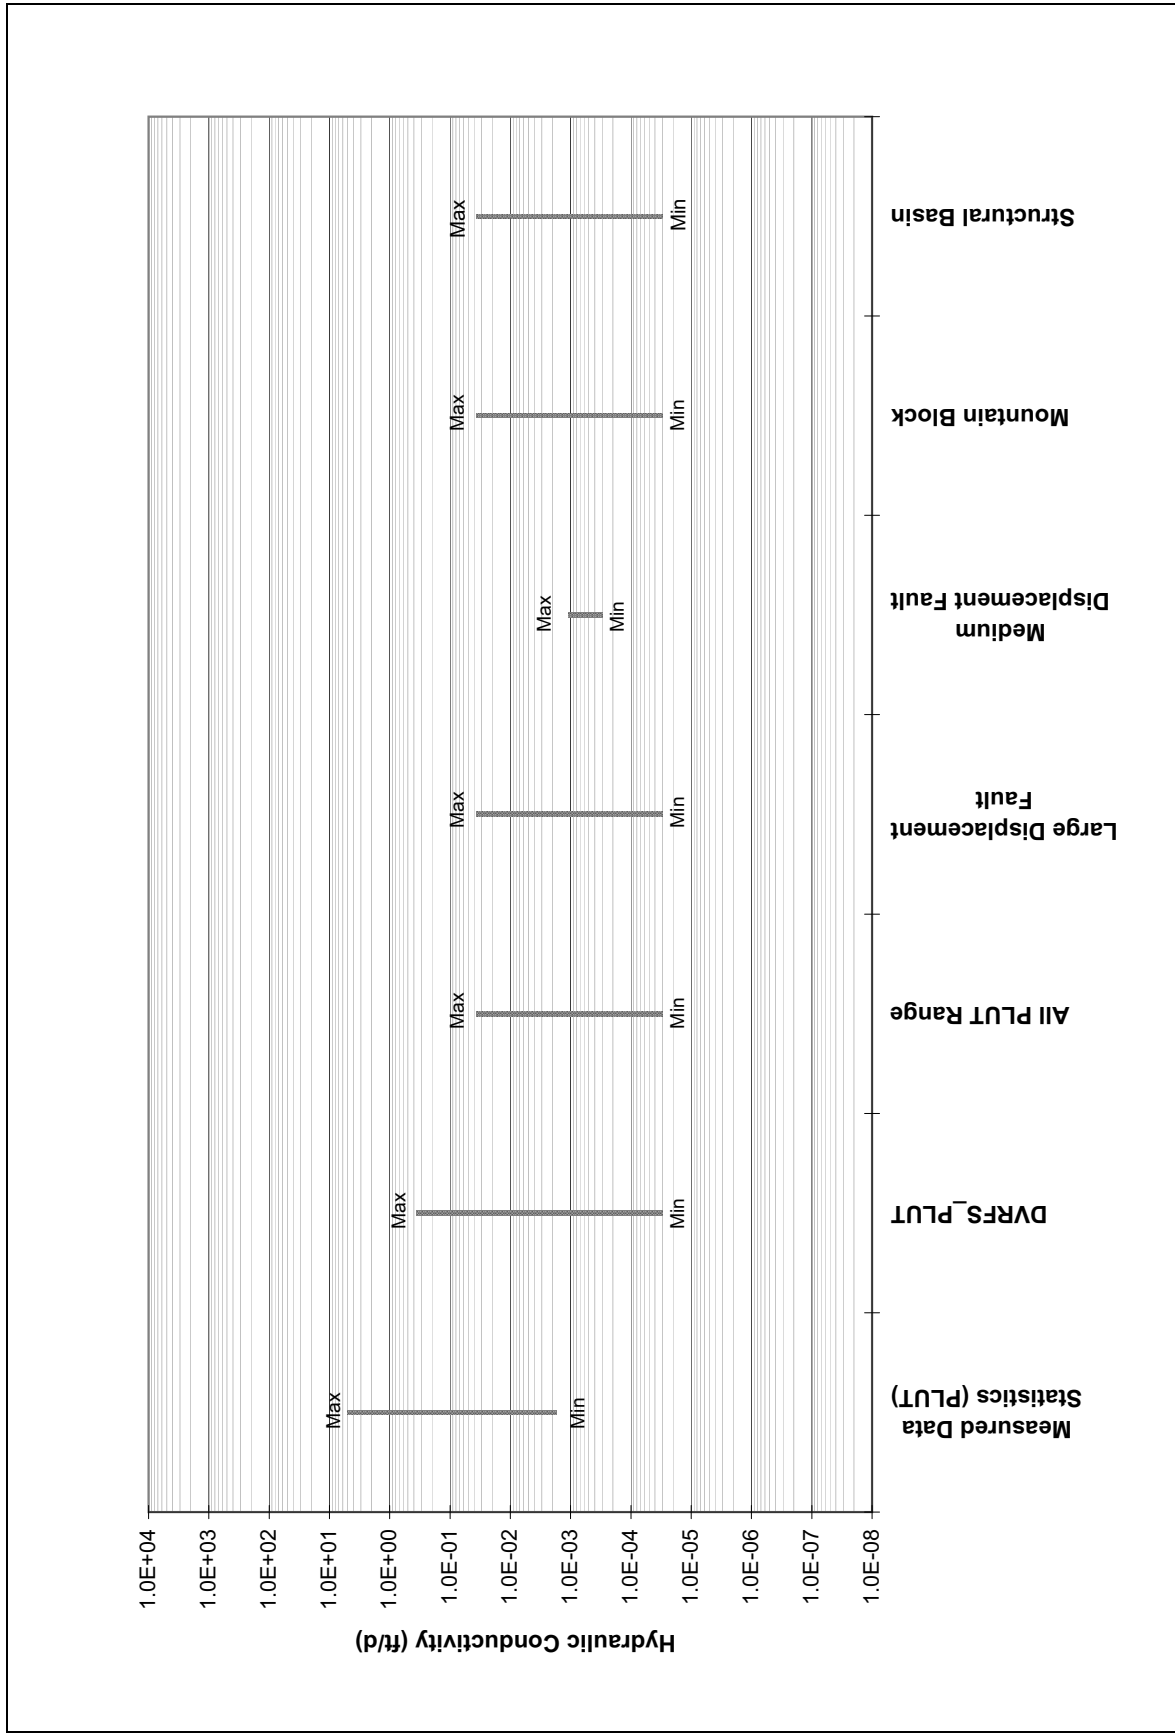 Hydraulic Conductivity (ft/d)
1.0E+04
1.0E+03
1.0E+02
1.0E+01
1.0E+00
1.0E-01
1.0E-02
1.0E-03
1.0E-04
1.0E-05
1.0E-06
1.0E-07
1.0E-08
Max
Min
Max
Min
Max
Min
Max
Min
Max
Min
Max
Min
Max
Min
Measured Data
Statistics (PLUT)
DVRFS_PLUT
All PLUT Range
Large Displacement
Fault
Medium
Displacement Fault
Mountain Block
Structural Basin